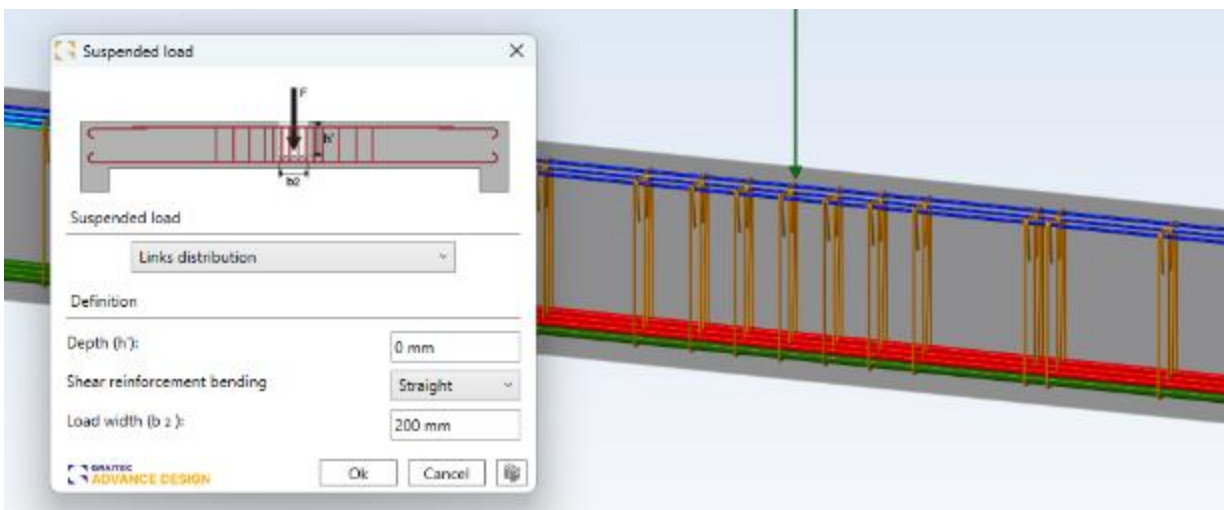 Suspended load
F
h'
b2
Suspended load
Links distribution
Definition
Depth (h'): 0 mm
Shear reinforcement bending Straight
Load width (b 2 ): 200 mm
GRAITEC
ADVANCE DESIGN
Ok Cancel